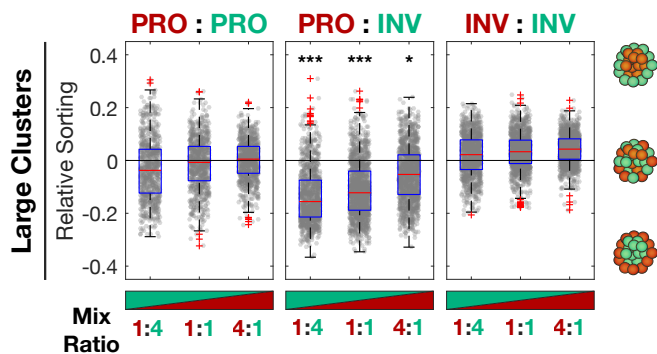 PRO : PRO
PRO : INV
INV : INV
Large Clusters
Relative Sorting
0.4
0.2
0
-0.2
-0.4
*** *** *
Mix
Ratio
1:4 1:1 4:1
1:4 1:1 4:1
1:4 1:1 4:1